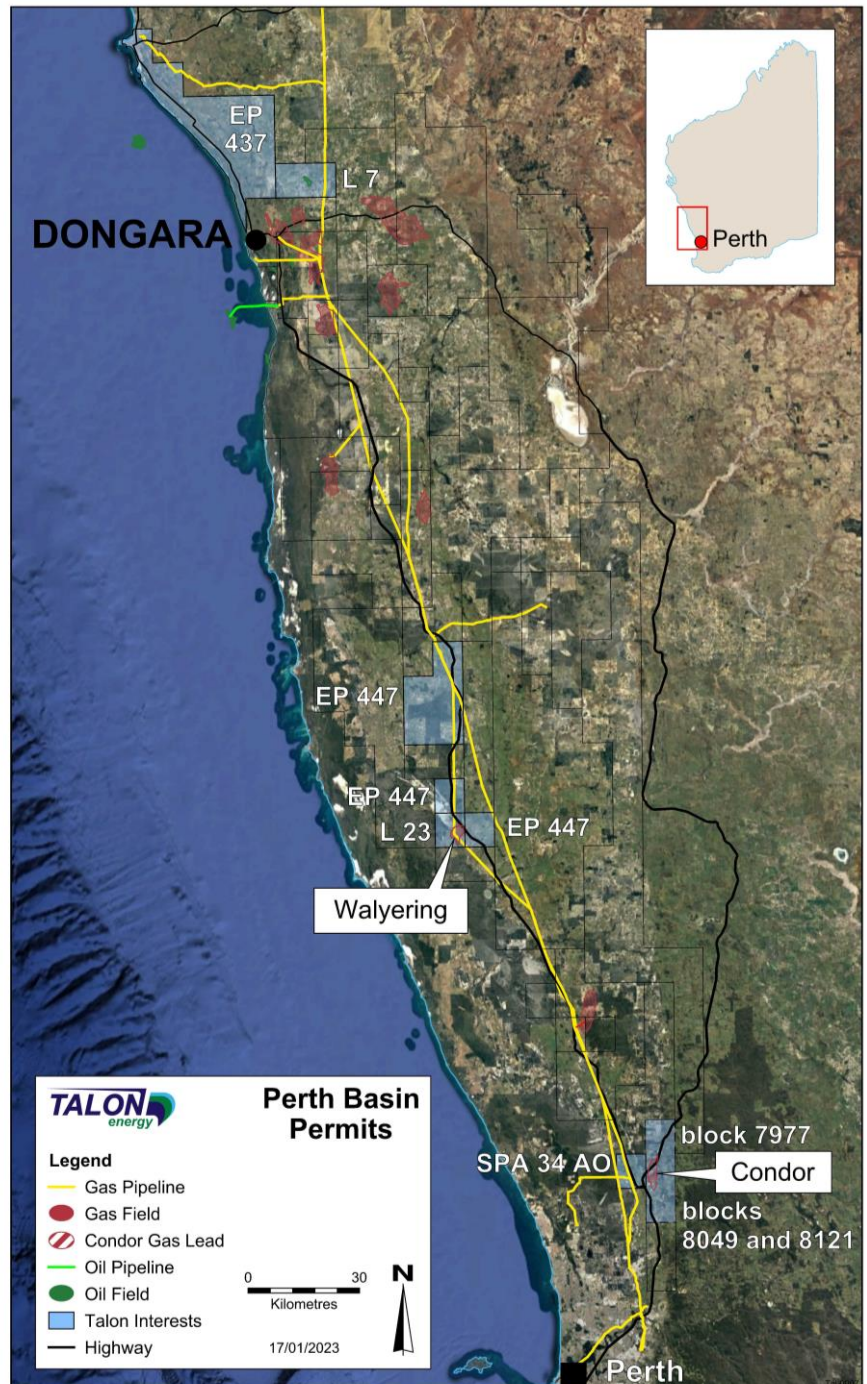 EP
437
L 7
DONGARA
Perth
EP 447
EP 447
L 23
EP 447
Walyering
block 7977
SPA 34 AO
Condor
blocks
8049 and 8121
TALON
energy
Perth Basin
Permits
Legend
Gas Pipeline
Gas Field
Condor Gas Lead
Oil Pipeline
Oil Field
Talon Interests
Highway
0 30
Kilometres
N
17/01/2023
Perth